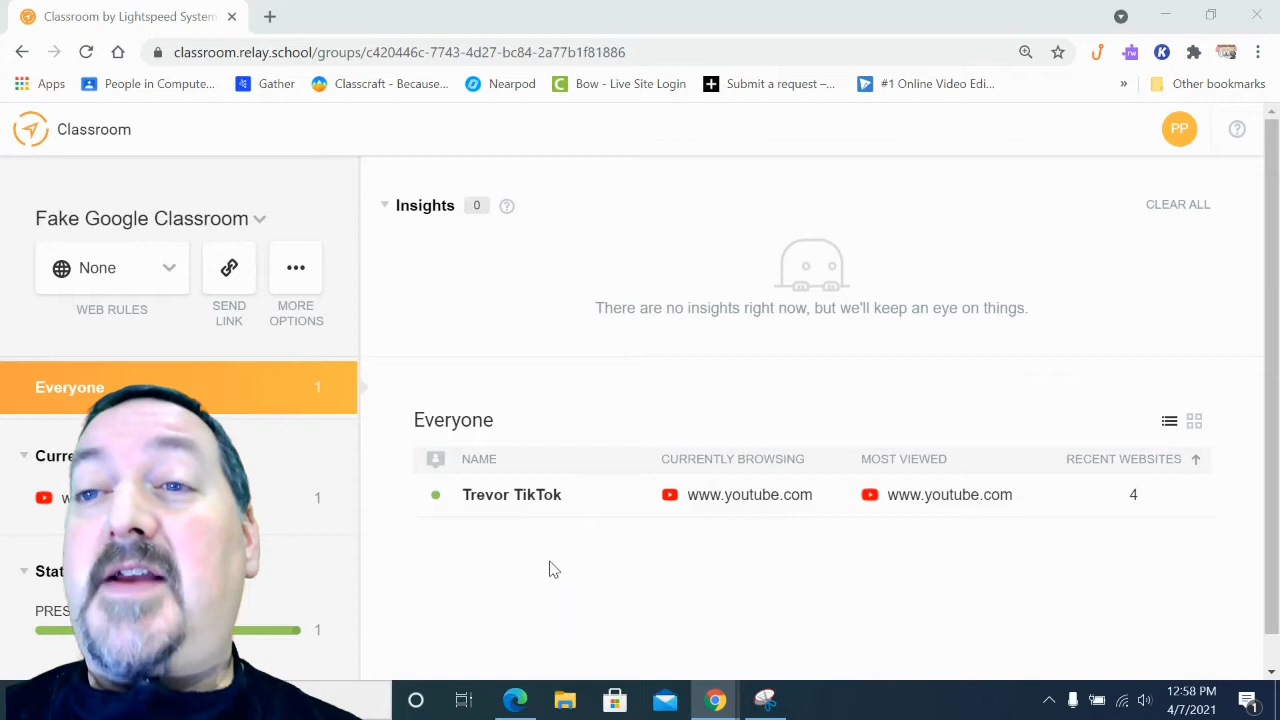 Classroom by Lightspeed System
classroom.relay.school/groups/c420446c-7743-4d27-bc84-2a77b1f81886
Apps People in Compute... Gather Classcraft - Because... Nearpod Bow - Live Site Login Submit a request –... #1 Online Video Edi... » Other bookmarks
Classroom
PP
Fake Google Classroom
Insights 0
CLEAR ALL
None
WEB RULES
SEND
LINK
MORE
OPTIONS
There are no insights right now, but we'll keep an eye on things.
Everyone 1
Everyone
NAME CURRENTLY BROWSING MOST VIEWED RECENT WEBSITES
Trevor TikTok www.youtube.com www.youtube.com 4
Curre
w 1
Stat
PRES
1
12:58 PM
4/7/2021
1